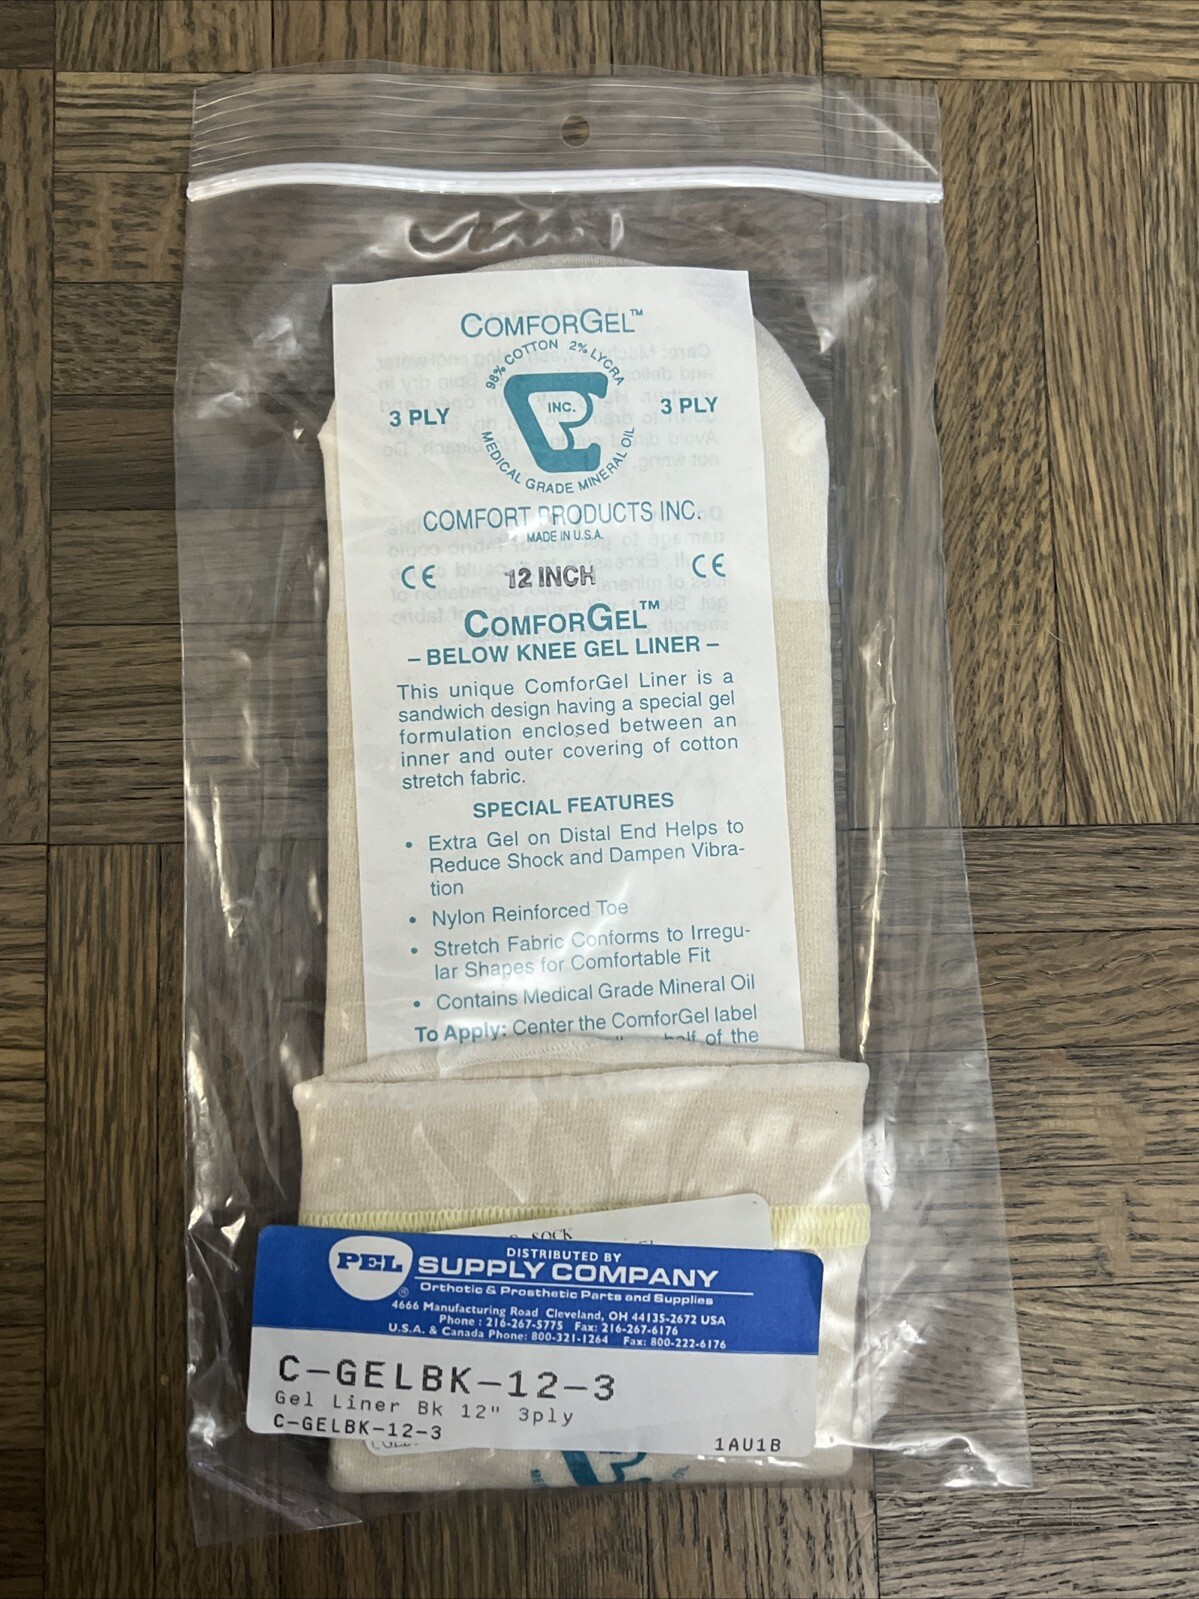 COMFORGEL™
98% COTTON 2% LYCRA
3 PLY
INC.
3 PLY
MEDICAL GRADE MINERAL OIL
COMFORT PRODUCTS INC.
MADE IN U.S.A.
CE
12 INCH
CE
COMFORGEL™
– BELOW KNEE GEL LINER –
This unique ComforGel Liner is a
sandwich design having a special gel
formulation enclosed between an
inner and outer covering of cotton
stretch fabric.
SPECIAL FEATURES
• Extra Gel on Distal End Helps to
Reduce Shock and Dampen Vibra-
tion
• Nylon Reinforced Toe
• Stretch Fabric Conforms to Irregu-
lar Shapes for Comfortable Fit
• Contains Medical Grade Mineral Oil
To Apply: Center the ComforGel label
half of the
SOCK
PEL
®
DISTRIBUTED BY
SUPPLY COMPANY
Orthotic & Prosthetic Parts and Supplies
4666 Manufacturing Road Cleveland, OH 44135-2672 USA
Phone : 216-267-5775 Fax: 216-267-6176
U.S.A. & Canada Phone: 800-321-1264 Fax: 800-222-6176
C-GELBK-12-3
Gel Liner Bk 12" 3ply
C-GELBK-12-3
1AU1B